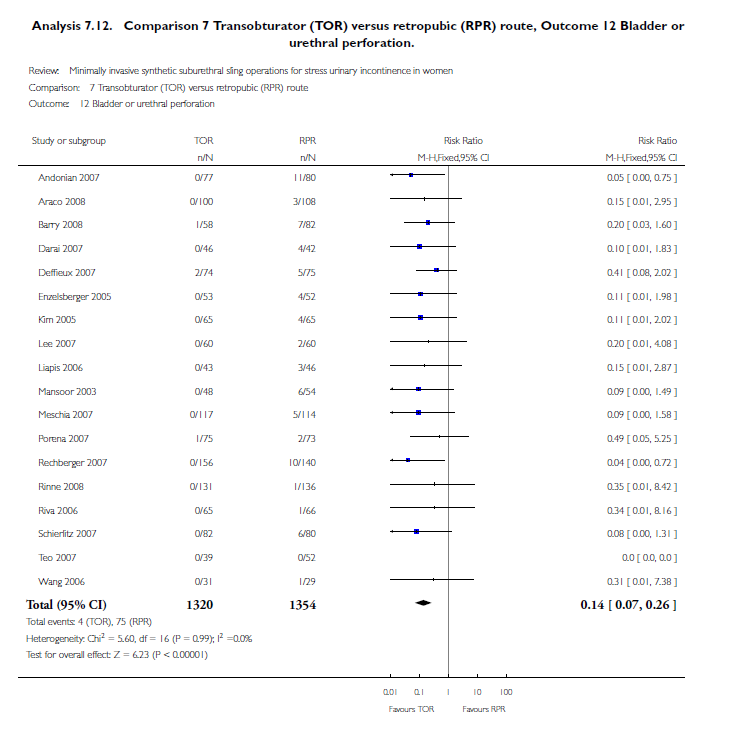 Analysis 7.12. Comparison 7 Transobturator (TOR) versus retropubic (RPR) route, Outcome 12 Bladder or
urethral perforation.
Review: Minimally invasive synthetic suburethral sling operations for stress urinary incontinence in women
Comparison: 7 Transobturator (TOR) versus retropubic (RPR) route
Outcome: 12 Bladder or urethral perforation
Study or subgroup TOR RPR Risk Ratio Risk Ratio
n/N n/N M-H,Fixed,95% CI M-H,Fixed,95% CI
Andonian 2007 0/77 11/80 0.05 [ 0.00, 0.75 ]
Araco 2008 0/100 3/108 0.15 [ 0.01, 2.95 ]
Barry 2008 1/58 7/82 0.20 [ 0.03, 1.60 ]
Darai 2007 0/46 4/42 0.10 [ 0.01, 1.83 ]
Deffieux 2007 2/74 5/75 0.41 [ 0.08, 2.02 ]
Enzelsberger 2005 0/53 4/52 0.11 [ 0.01, 1.98 ]
Kim 2005 0/65 4/65 0.11 [ 0.01, 2.02 ]
Lee 2007 0/60 2/60 0.20 [ 0.01, 4.08 ]
Liapis 2006 0/43 3/46 0.15 [ 0.01, 2.87 ]
Mansoor 2003 0/48 6/54 0.09 [ 0.00, 1.49 ]
Meschia 2007 0/117 5/114 0.09 [ 0.00, 1.58 ]
Porena 2007 1/75 2/73 0.49 [ 0.05, 5.25 ]
Rechberger 2007 0/156 10/140 0.04 [ 0.00, 0.72 ]
Rinne 2008 0/131 1/136 0.35 [ 0.01, 8.42 ]
Riva 2006 0/65 1/66 0.34 [ 0.01, 8.16 ]
Schierlitz 2007 0/82 6/80 0.08 [ 0.00, 1.31 ]
Teo 2007 0/39 0/52 0.0 [ 0.0, 0.0 ]
Wang 2006 0/31 1/29 0.31 [ 0.01, 7.38 ]
Total (95% CI) 1320 1354 0.14 [ 0.07, 0.26 ]
Total events: 4 (TOR), 75 (RPR)
Heterogeneity: Chi² = 5.60, df = 16 (P = 0.99); I² =0.0%
Test for overall effect: Z = 6.23 (P < 0.00001)
0.01 0.1 1 10 100
Favours TOR Favours RPR